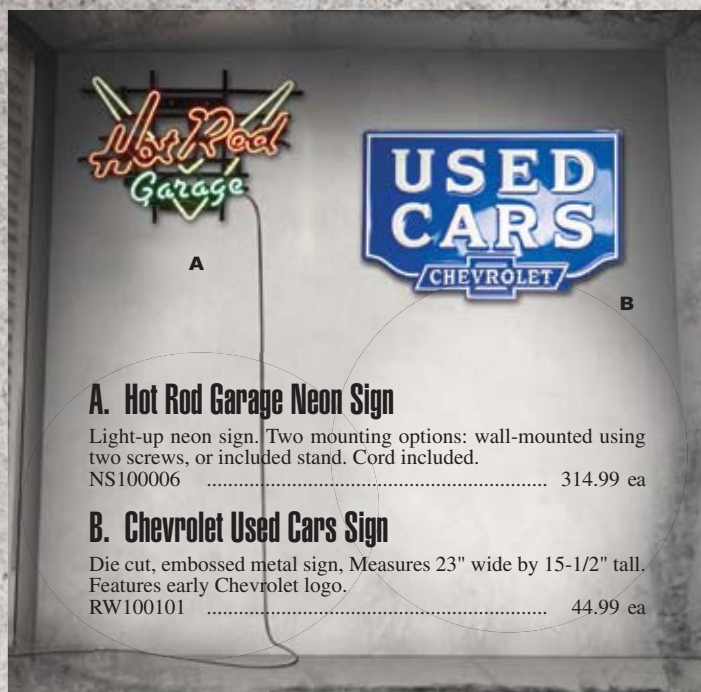 Hot Rod
Garage
USED
CARS
CHEVROLET
A
B
A. Hot Rod Garage Neon Sign
Light-up neon sign. Two mounting options: wall-mounted using
two screws, or included stand. Cord included.
NS100006 ........................................................ 314.99 ea
B. Chevrolet Used Cars Sign
Die cut, embossed metal sign, Measures 23" wide by 15-1/2" tall.
Features early Chevrolet logo.
RW100101 ........................................................ 44.99 ea